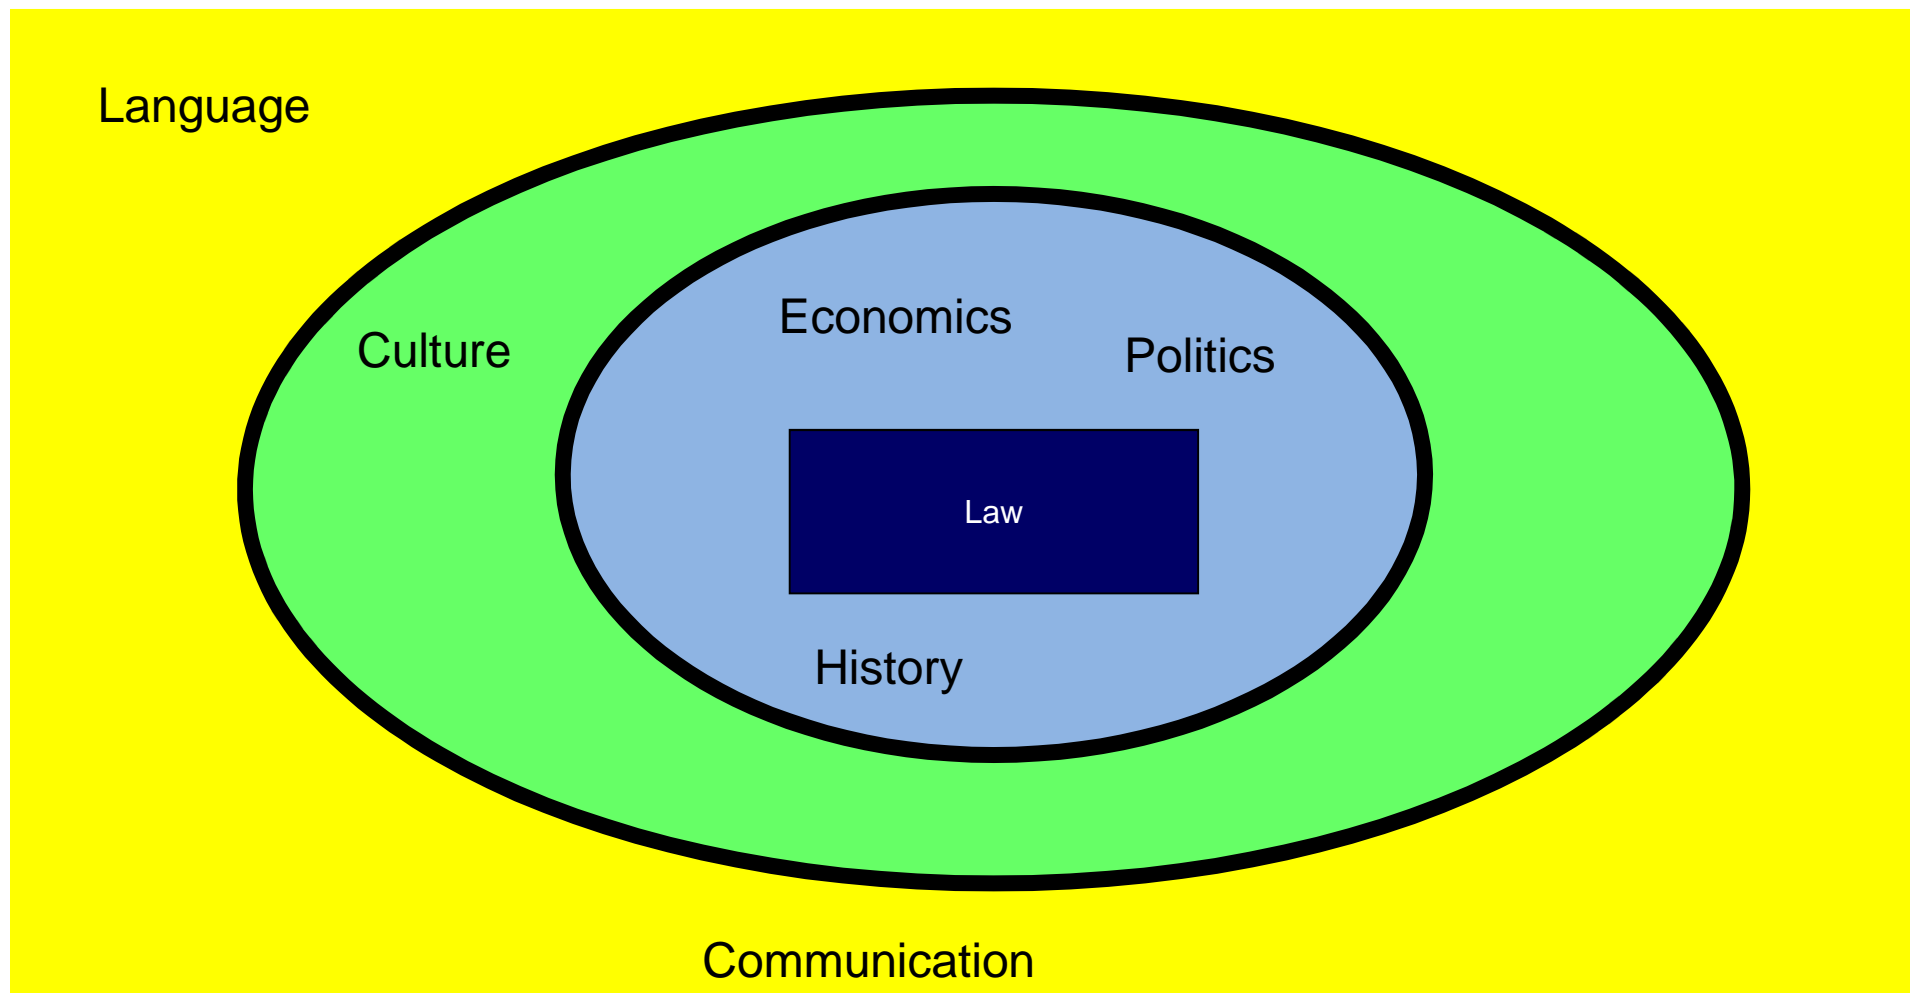 Language
Economics
Culture
Politics
Law
History
Communication